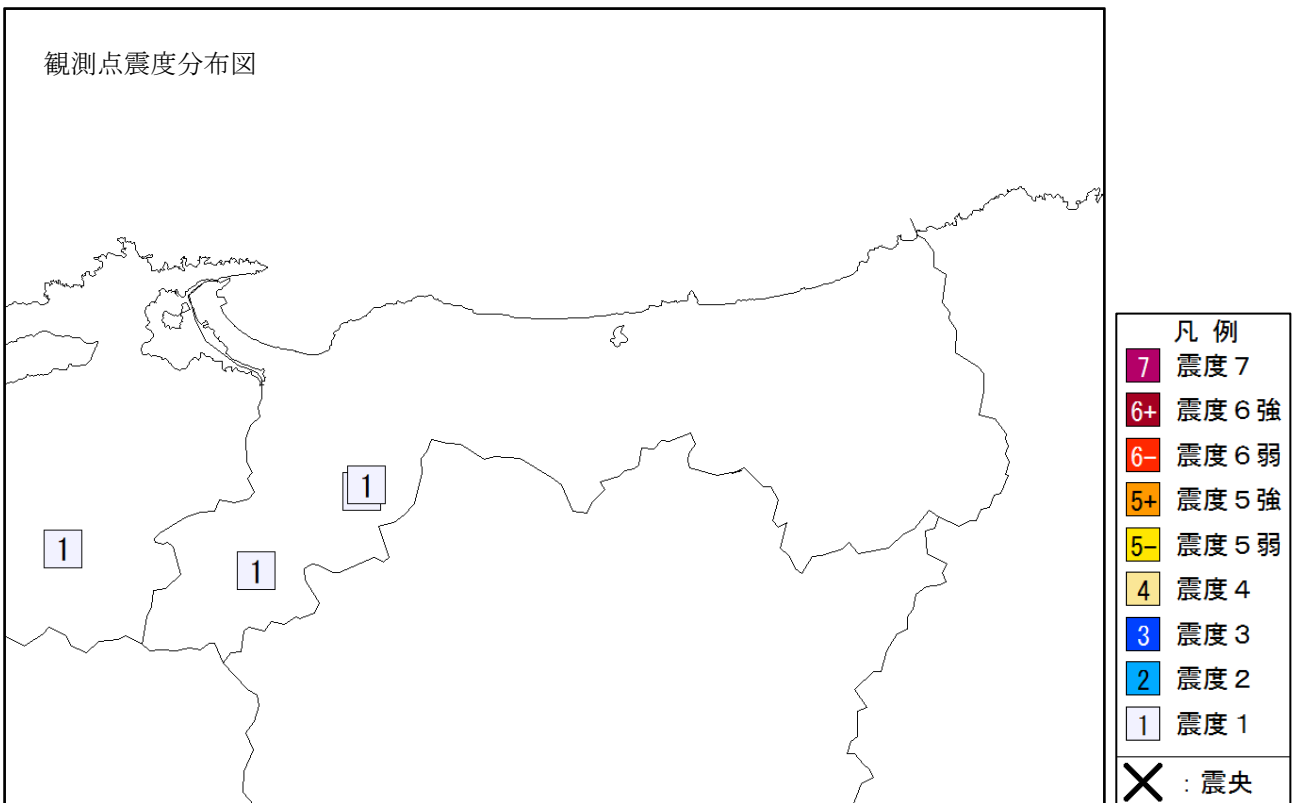 観測点震度分布図
1
1
1
凡例
7 震度7
6+ 震度6強
6− 震度6弱
5+ 震度5強
5− 震度5弱
4 震度4
3 震度3
2 震度2
1 震度1
：震央